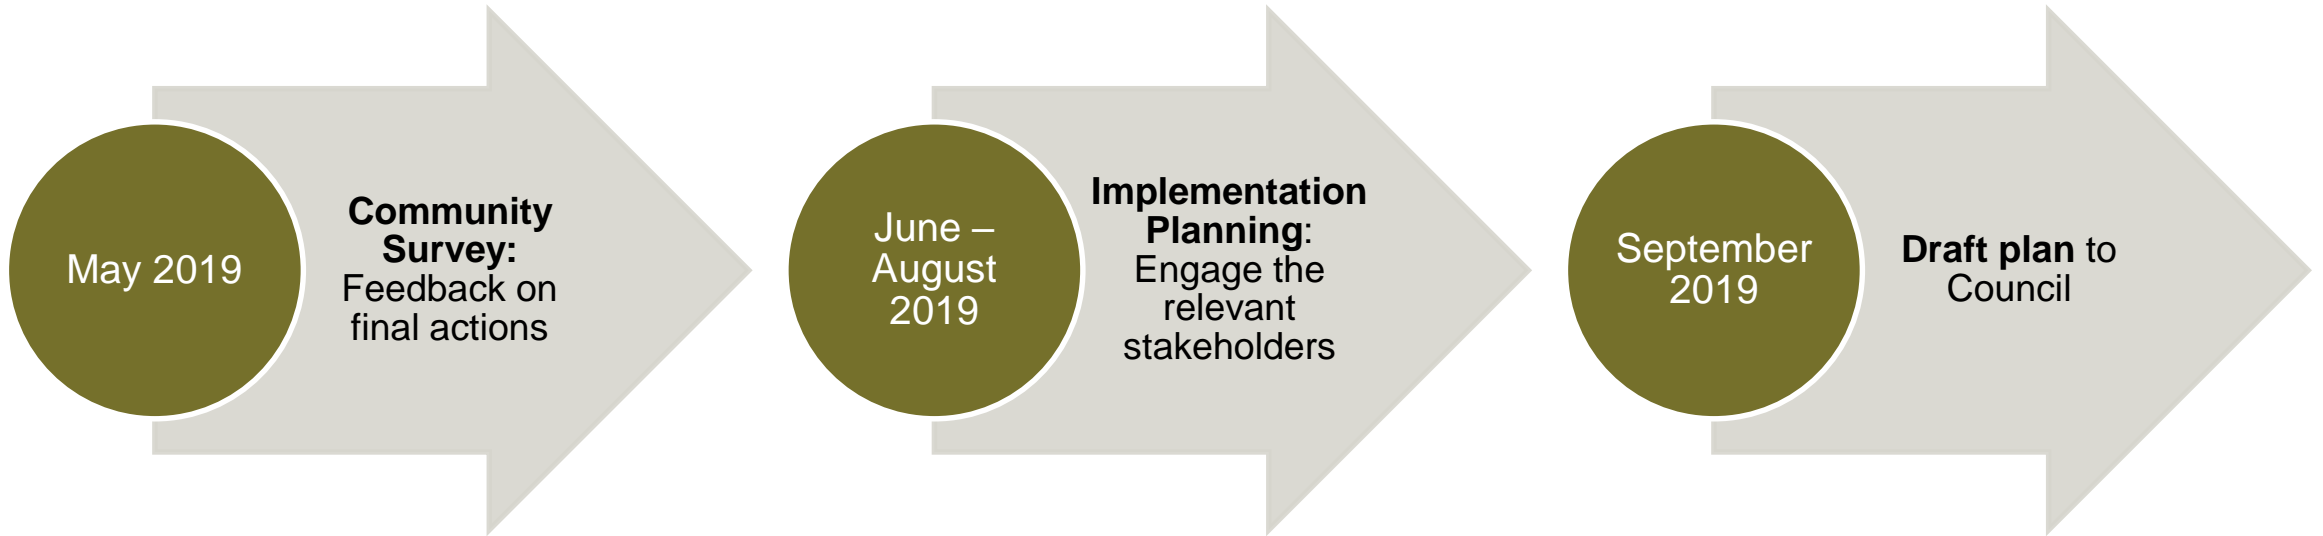 May 2019
Community
Survey:
Feedback on
final actions
June –
August
2019
Implementation
Planning:
Engage the
relevant
stakeholders
September
2019
Draft plan to
Council